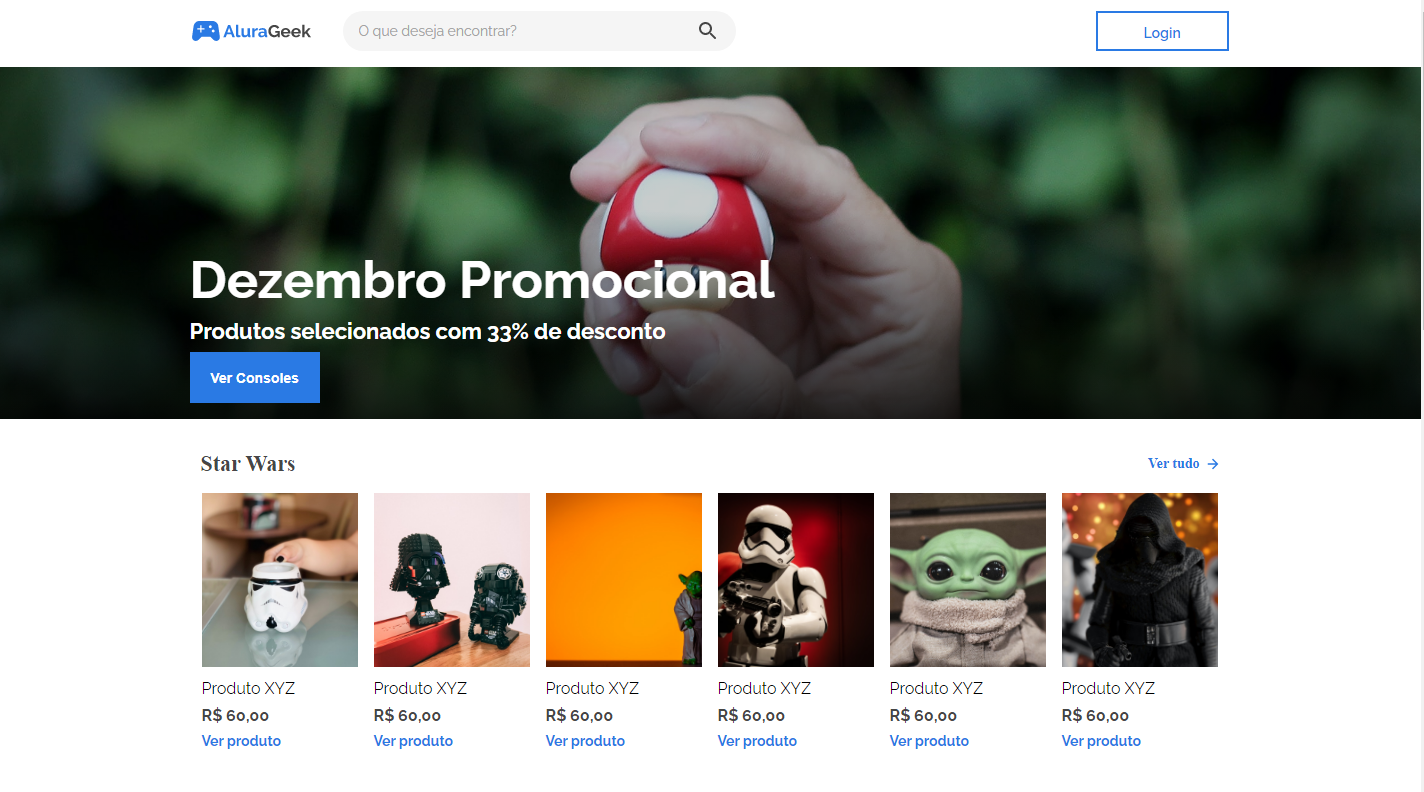 AluraGeek
O que deseja encontrar?
Login
Dezembro Promocional
Produtos selecionados com 33% de desconto
Ver Consoles
Star Wars
Ver tudo
Produto XYZ
R$ 60,00
Ver produto
Produto XYZ
R$ 60,00
Ver produto
Produto XYZ
R$ 60,00
Ver produto
Produto XYZ
R$ 60,00
Ver produto
Produto XYZ
R$ 60,00
Ver produto
Produto XYZ
R$ 60,00
Ver produto